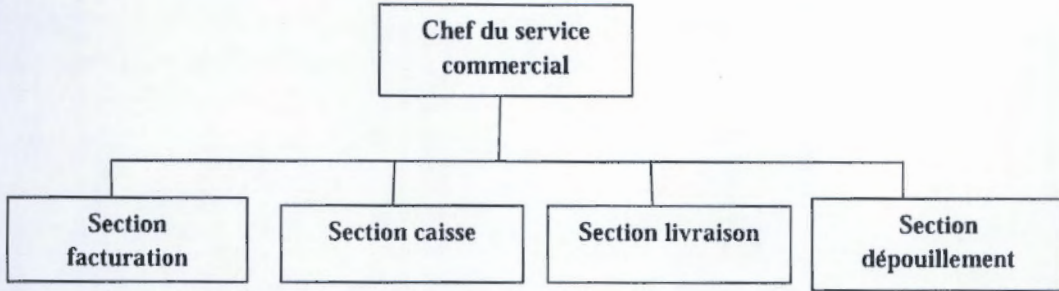 Chef du service
commercial
Section
facturation
Section caisse
Section livraison
Section
dépouillement